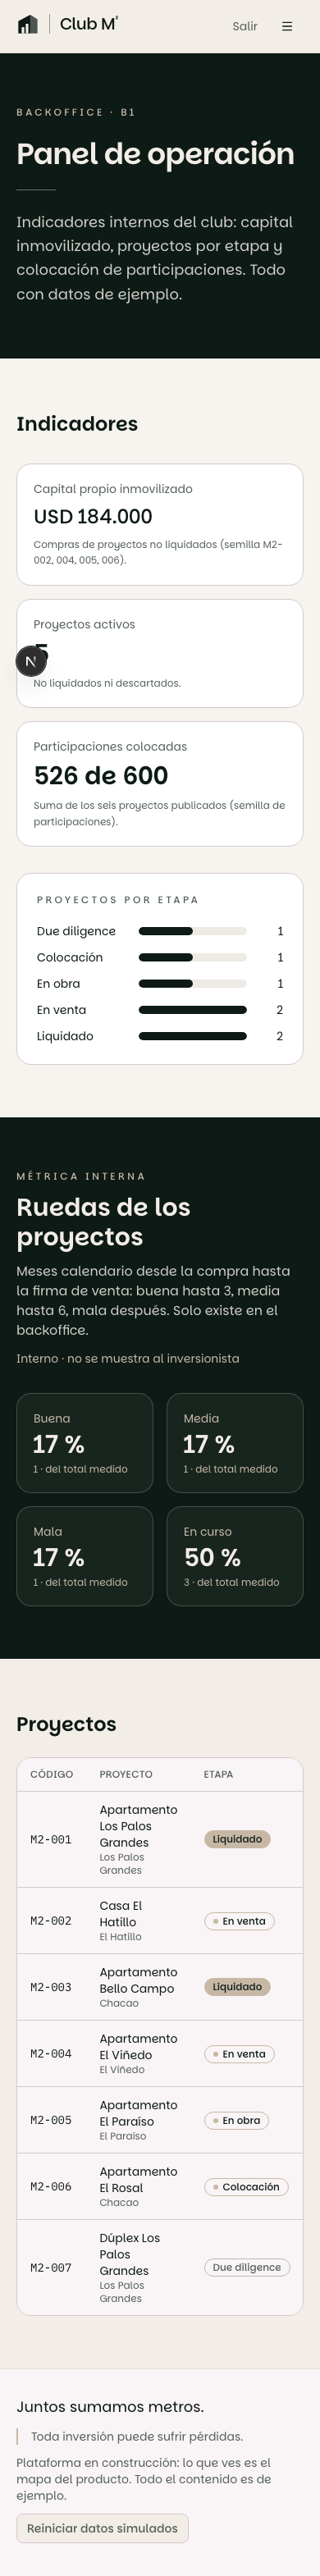 Club M²
Salir
BACKOFFICE · B1
Panel de operación
Indicadores internos del club: capital
inmovilizado, proyectos por etapa y
colocación de participaciones. Todo
con datos de ejemplo.
Indicadores
Capital propio inmovilizado
USD 184.000
Compras de proyectos no liquidados (semilla M2-
002, 004, 005, 006).
Proyectos activos
5
N
No liquidados ni descartados.
Participaciones colocadas
526 de 600
Suma de los seis proyectos publicados (semilla de
participaciones).
PROYECTOS POR ETAPA
Due diligence 1
Colocación 1
En obra 1
En venta 2
Liquidado 2
MÉTRICA INTERNA
Ruedas de los
proyectos
Meses calendario desde la compra hasta
la firma de venta: buena hasta 3, media
hasta 6, mala después. Solo existe en el
backoffice.
Interno · no se muestra al inversionista
Buena
17 %
1 · del total medido
Media
17 %
1 · del total medido
Mala
17 %
1 · del total medido
En curso
50 %
3 · del total medido
Proyectos
CÓDIGO PROYECTO ETAPA
M2-001
Apartamento
Los Palos
Grandes
Los Palos
Grandes
Liquidado
M2-002
Casa El
Hatillo
El Hatillo
En venta
M2-003
Apartamento
Bello Campo
Chacao
Liquidado
M2-004
Apartamento
El Viñedo
El Viñedo
En venta
M2-005
Apartamento
El Paraíso
El Paraíso
En obra
M2-006
Apartamento
El Rosal
Chacao
Colocación
M2-007
Dúplex Los
Palos
Grandes
Los Palos
Grandes
Due diligence
Juntos sumamos metros.
Toda inversión puede sufrir pérdidas.
Plataforma en construcción: lo que ves es el
mapa del producto. Todo el contenido es de
ejemplo.
Reiniciar datos simulados